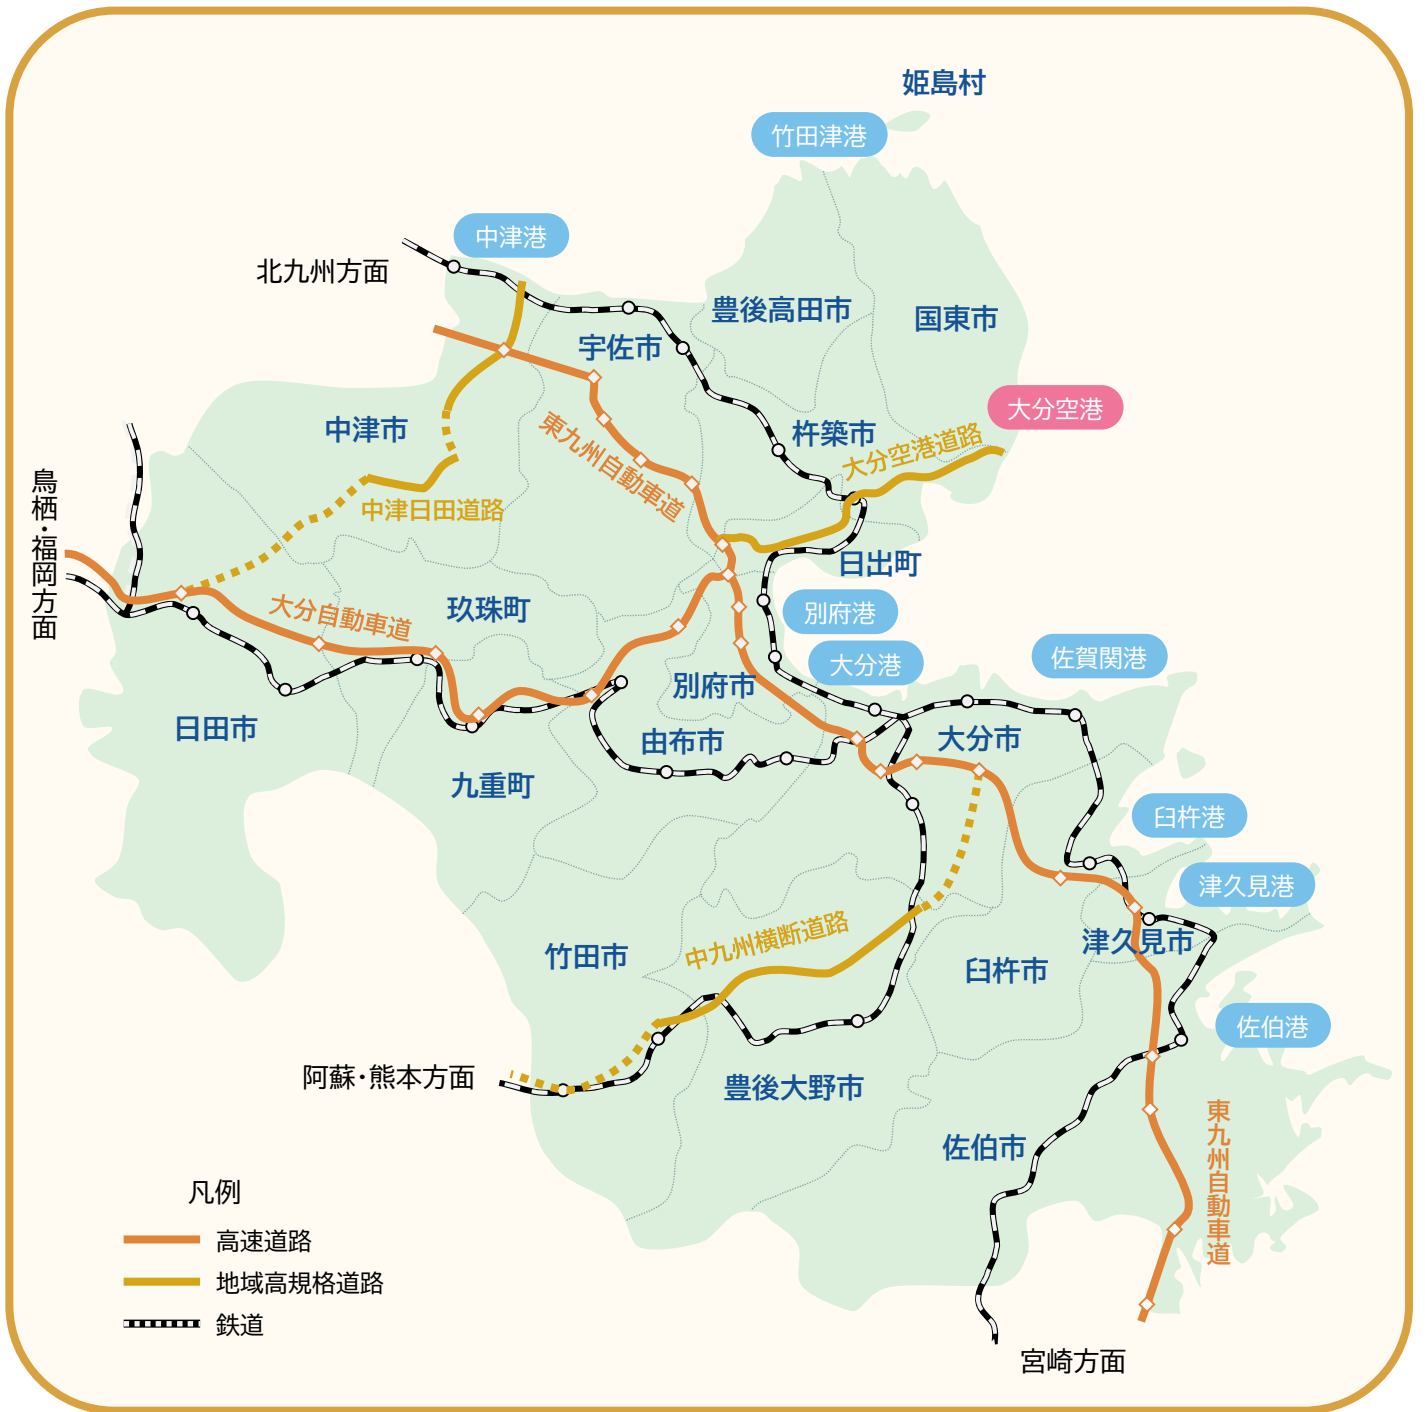 姫島村
竹田津港
中津港
北九州方面
豊後高田市
国東市
宇佐市
大分空港
中津市
東九州自動車道
杵築市
大分空港道路
鳥栖・福岡方面
中津日田道路
日出町
大分自動車道
玖珠町
別府港
大分港
佐賀関港
別府市
日田市
由布市
大分市
九重町
臼杵港
津久見港
竹田市
中九州横断道路
津久見市
臼杵市
佐伯港
阿蘇・熊本方面
豊後大野市
佐伯市
東九州自動車道
凡例
高速道路
地域高規格道路
鉄道
宮崎方面